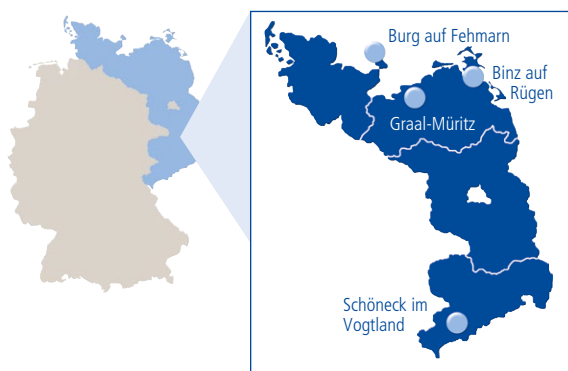 Burg auf Fehmarn
Binz auf
Rügen
Graal-Müritz
Schöneck im
Vogtland